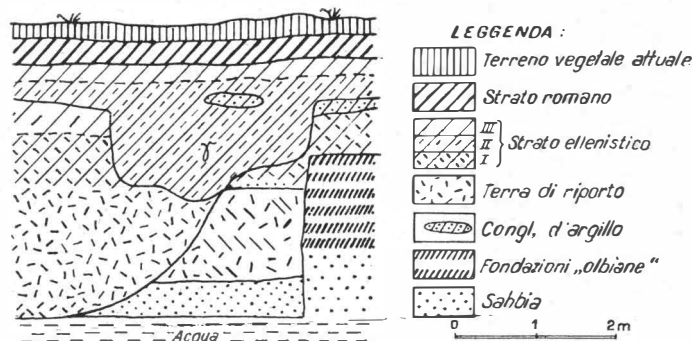 LEGGENDA:
Terreno vegetale attuale
Strato romano
III
II
I
Strato ellenistico
Terra di riporto
Congl, d'argillo
Fondazioni „olbiane"
Sabbia
0 1 2m
γ
Acqua